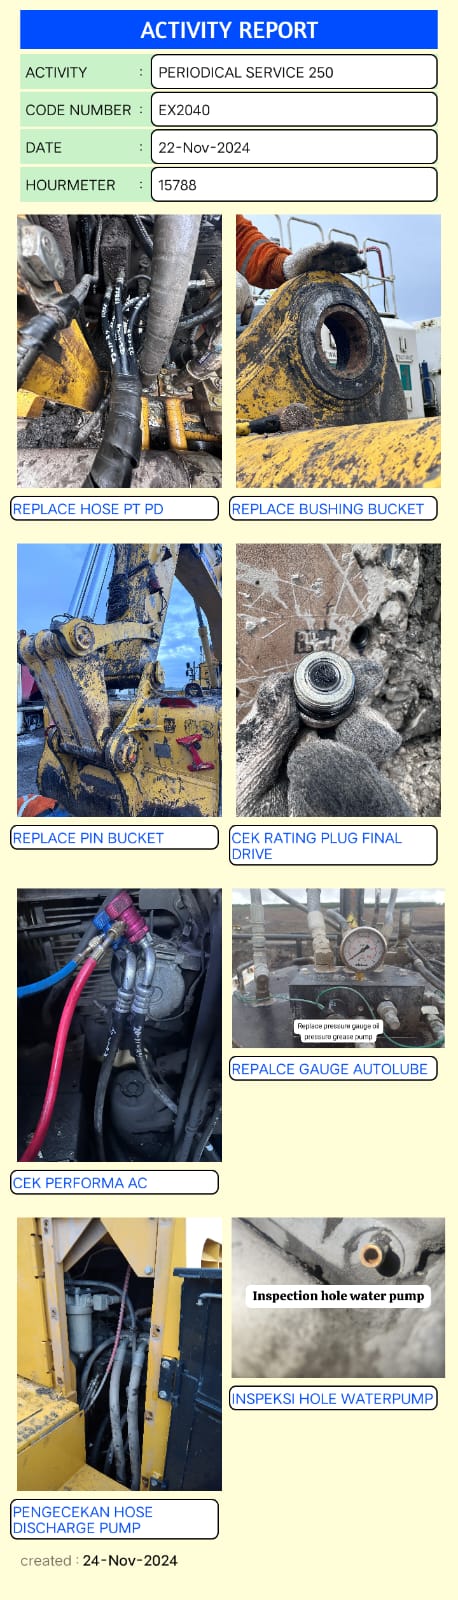 ACTIVITY REPORT
ACTIVITY : PERIODICAL SERVICE 250
CODE NUMBER : EX2040
DATE : 22-Nov-2024
HOURMETER : 15788
REPLACE HOSE PT PD
REPLACE BUSHING BUCKET
REPLACE PIN BUCKET
CEK RATING PLUG FINAL
DRIVE
Replace pressure gauge oil
pressure grease pump
REPALCE GAUGE AUTOLUBE
CEK PERFORMA AC
Inspection hole water pump
INSPEKSI HOLE WATERPUMP
PENGECEKAN HOSE
DISCHARGE PUMP
created : 24-Nov-2024